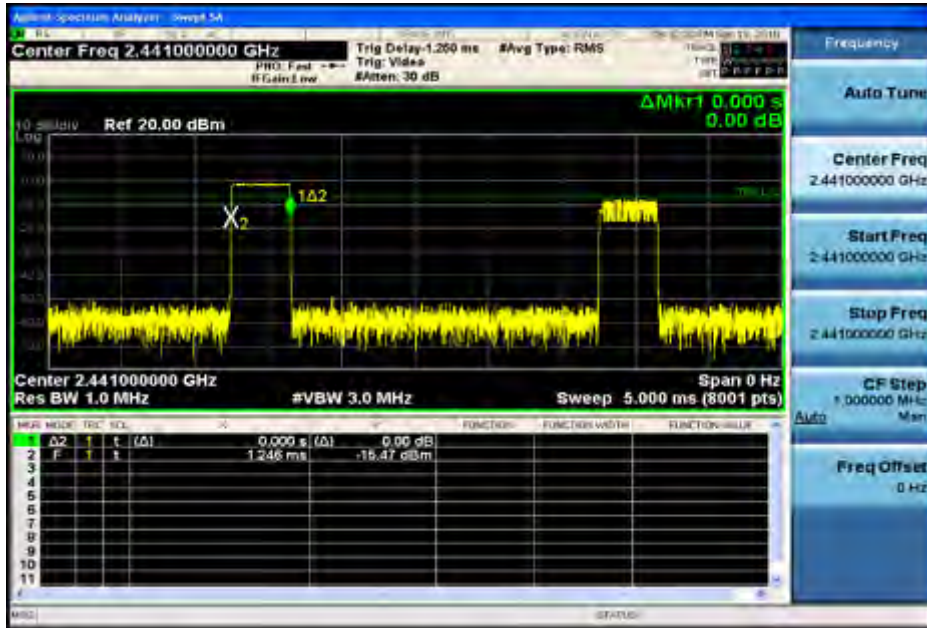 Agilent Spectrum Analyzer - Swept SA
Center Freq 2.441000000 GHz
PNO: Fast
IFGain:Low
Trig Delay-1.250 ms
Trig: Video
#Atten: 30 dB
#Avg Type: RMS
TRACE
TYPE
DET
Frequency
Auto Tune
Center Freq
2.441000000 GHz
Start Freq
2.441000000 GHz
Stop Freq
2.441000000 GHz
CF Step
1.000000 MHz
Auto Man
Freq Offset
0 Hz
ΔMkr1 0.000 s
0.00 dB
10 dB/div Ref 20.00 dBm
Log
1Δ2
X2
Center 2.441000000 GHz
Span 0 Hz
Res BW 1.0 MHz
#VBW 3.0 MHz
Sweep 5.000 ms (8001 pts)
MKR MODE TRC SCL X Y FUNCTION FUNCTION WIDTH FUNCTION VALUE
1 Δ2 1 t (Δ) 0.000 s (Δ) 0.00 dB
2 F 1 t 1.246 ms -15.47 dBm
3
4
5
6
7
8
9
10
11
MSG
STATUS